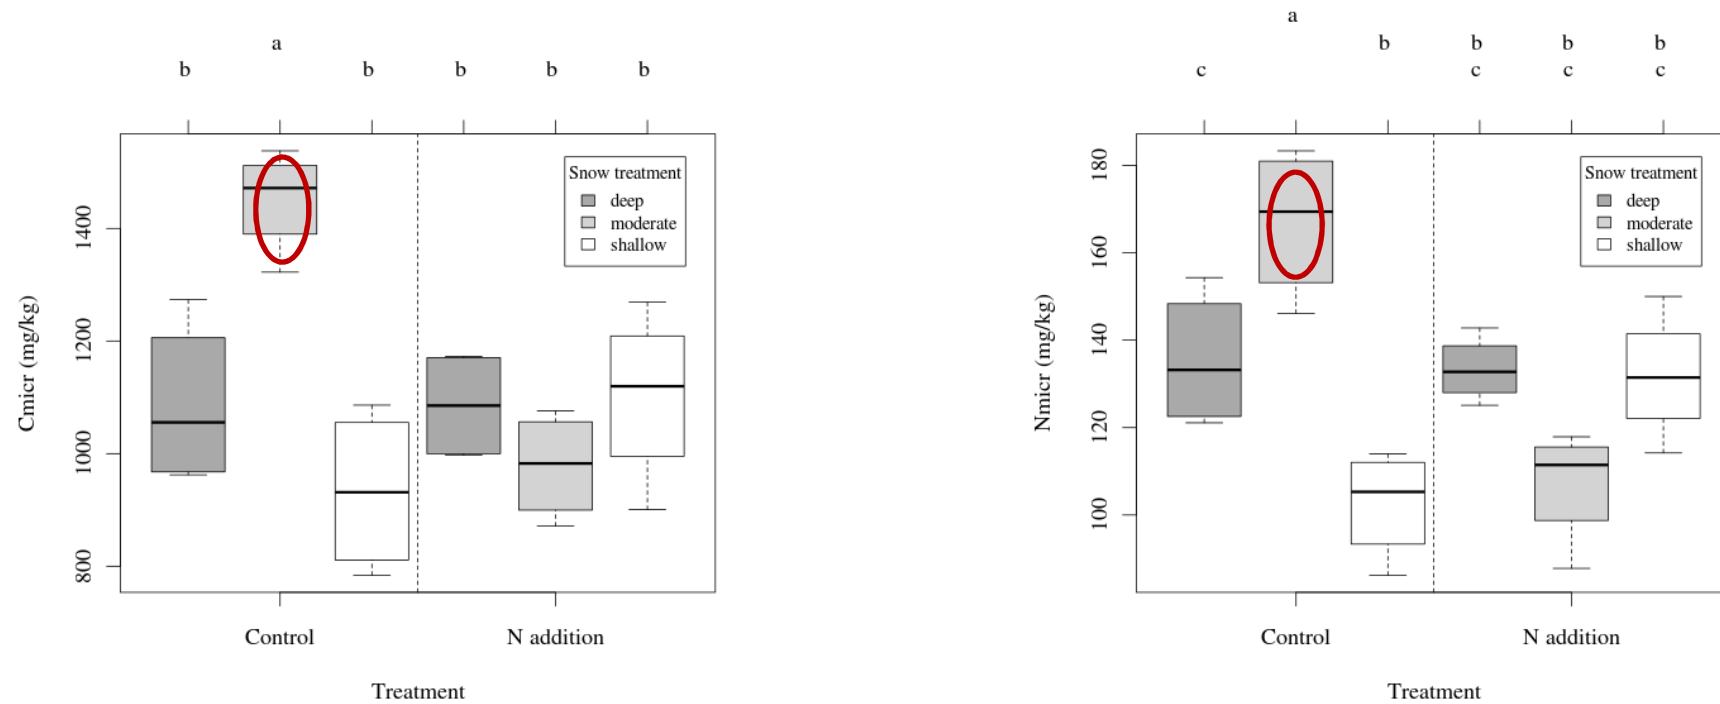 a
b b b b b
Snow treatment
deep
moderate
shallow
Cmicr (mg/kg)
1400
1200
1000
800
Control N addition
Treatment
a
b b b b
c c c c
Snow treatment
deep
moderate
shallow
Nmicr (mg/kg)
180
160
140
120
100
Control N addition
Treatment